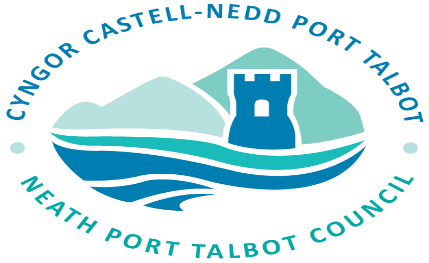 CYNGOR CASTELL-NEDD PORT TALBOT
NEATH PORT TALBOT COUNCIL